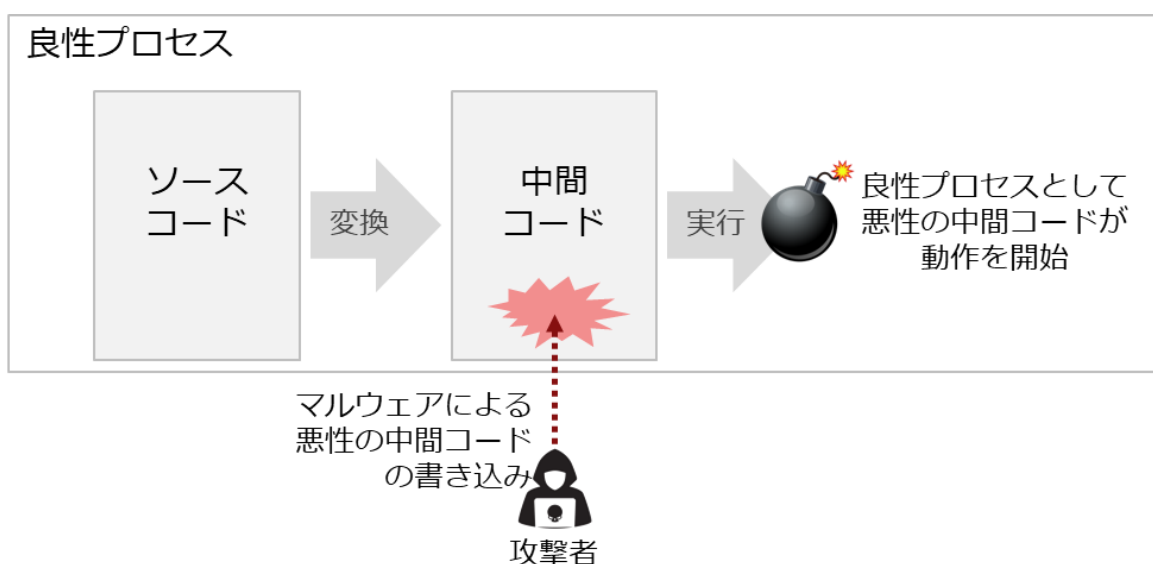 良性プロセス
ソース
コード
変換
中間
コード
実行
良性プロセスとして
悪性の中間コードが
動作を開始
マルウェアによる
悪性の中間コード
の書き込み
攻撃者